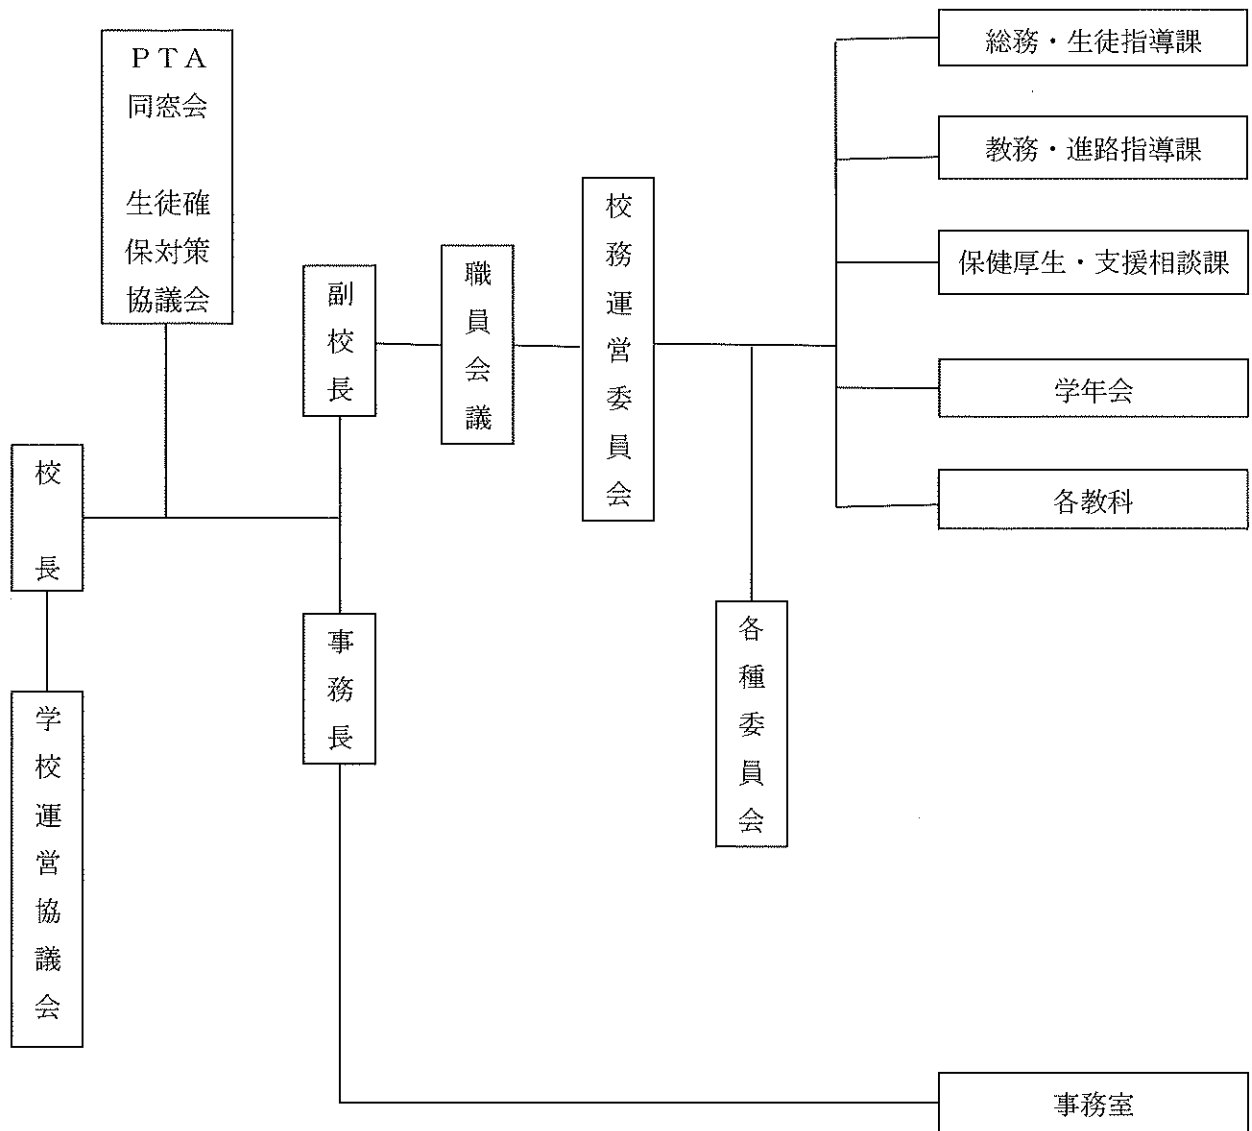 ＰＴＡ
同窓会
生徒確
保対策
協議会
校長
学校運営協議会
副校長
事務長
職員会議
校務運営委員会
各種委員会
総務・生徒指導課
教務・進路指導課
保健厚生・支援相談課
学年会
各教科
事務室